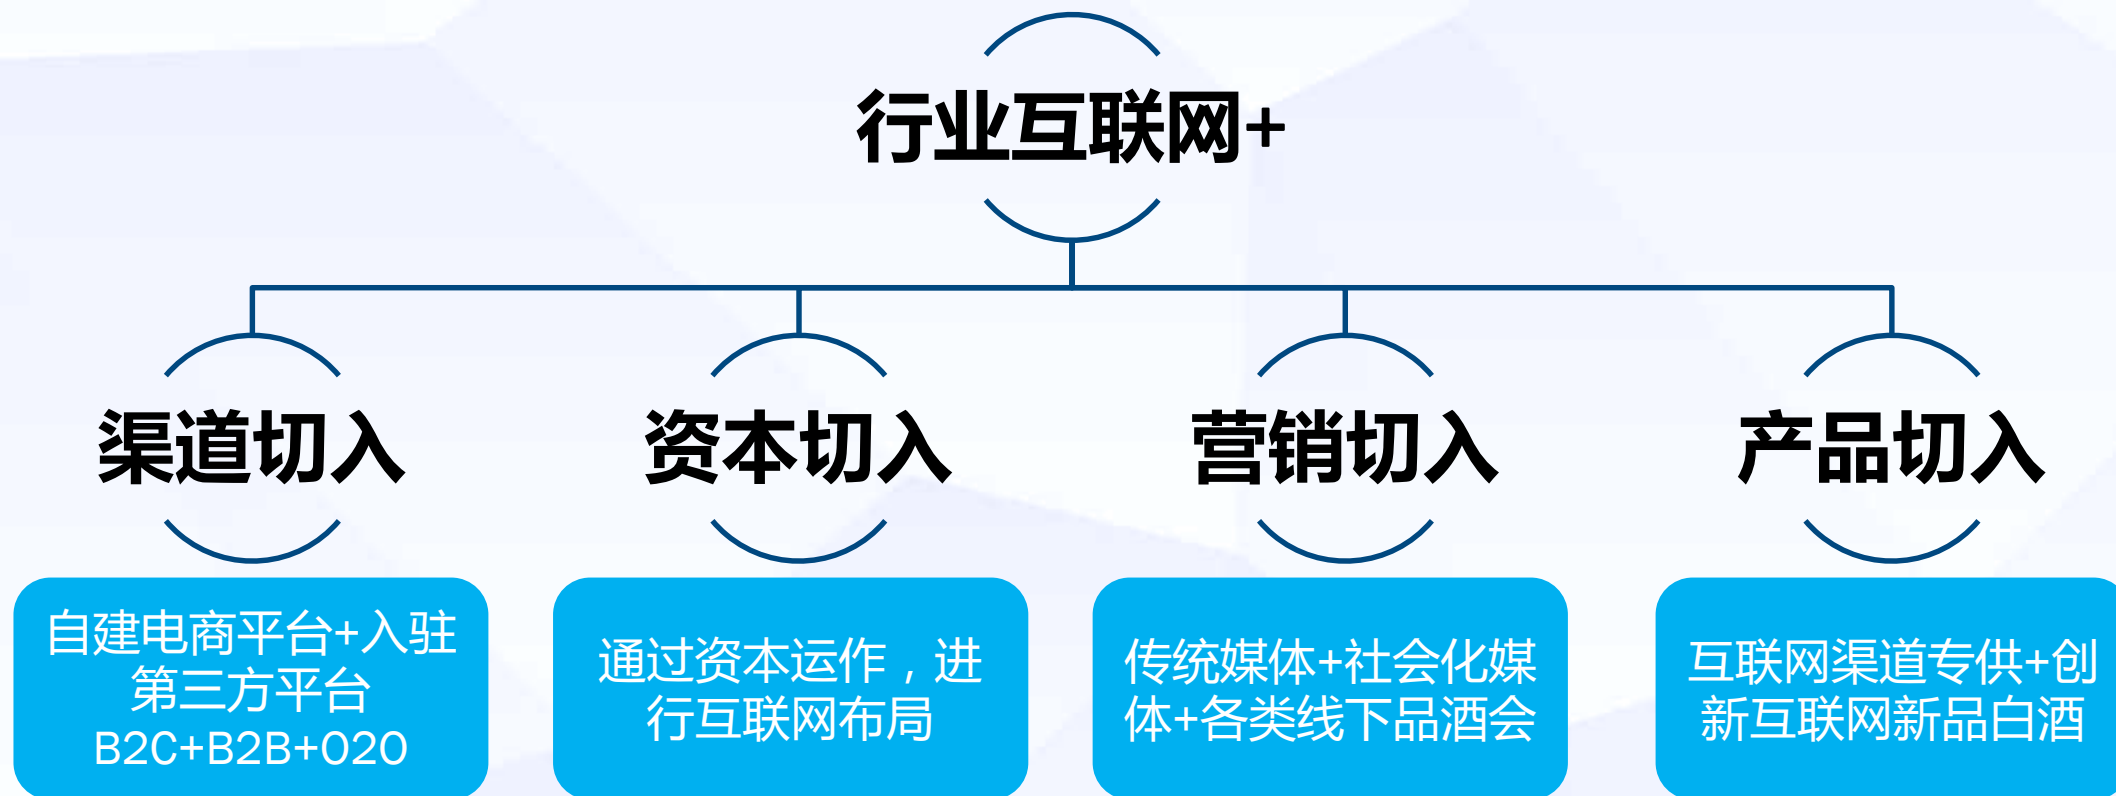 行业互联网+
渠道切入
资本切入
营销切入
产品切入
自建电商平台+入驻
第三方平台
B2C+B2B+O2O
通过资本运作，进
行互联网布局
传统媒体+社会化媒
体+各类线下品酒会
互联网渠道专供+创
新互联网新品白酒